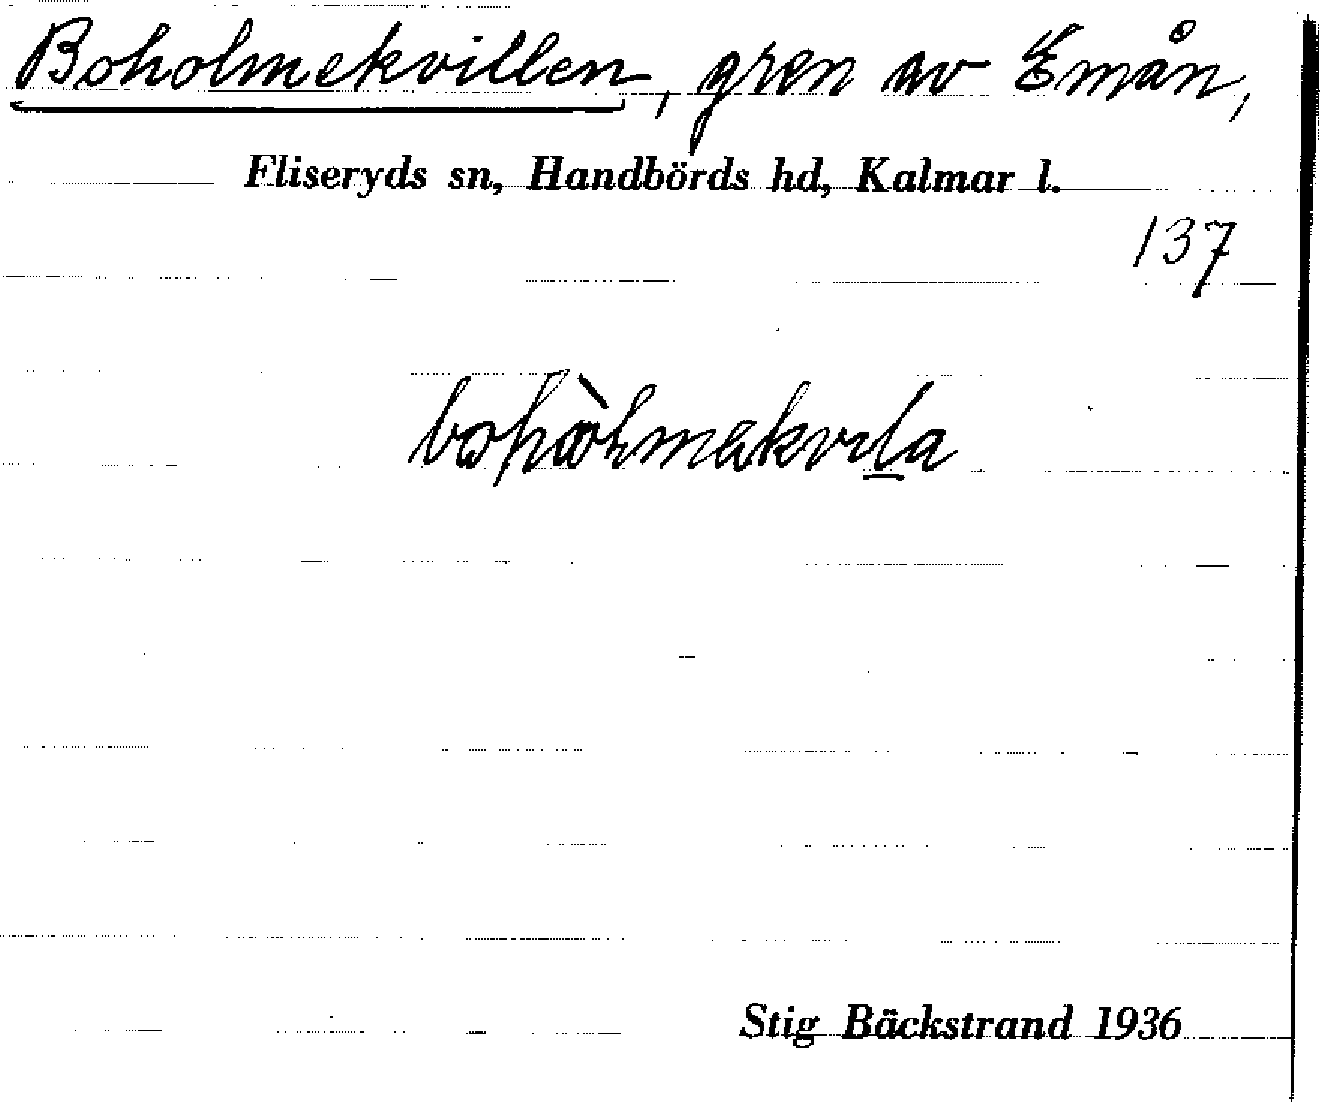 Boholmekvillen, gren av Emån,
Fliseryds sn, Handbörds hd, Kalmar l.
137
Stig Bäckstrand 1936